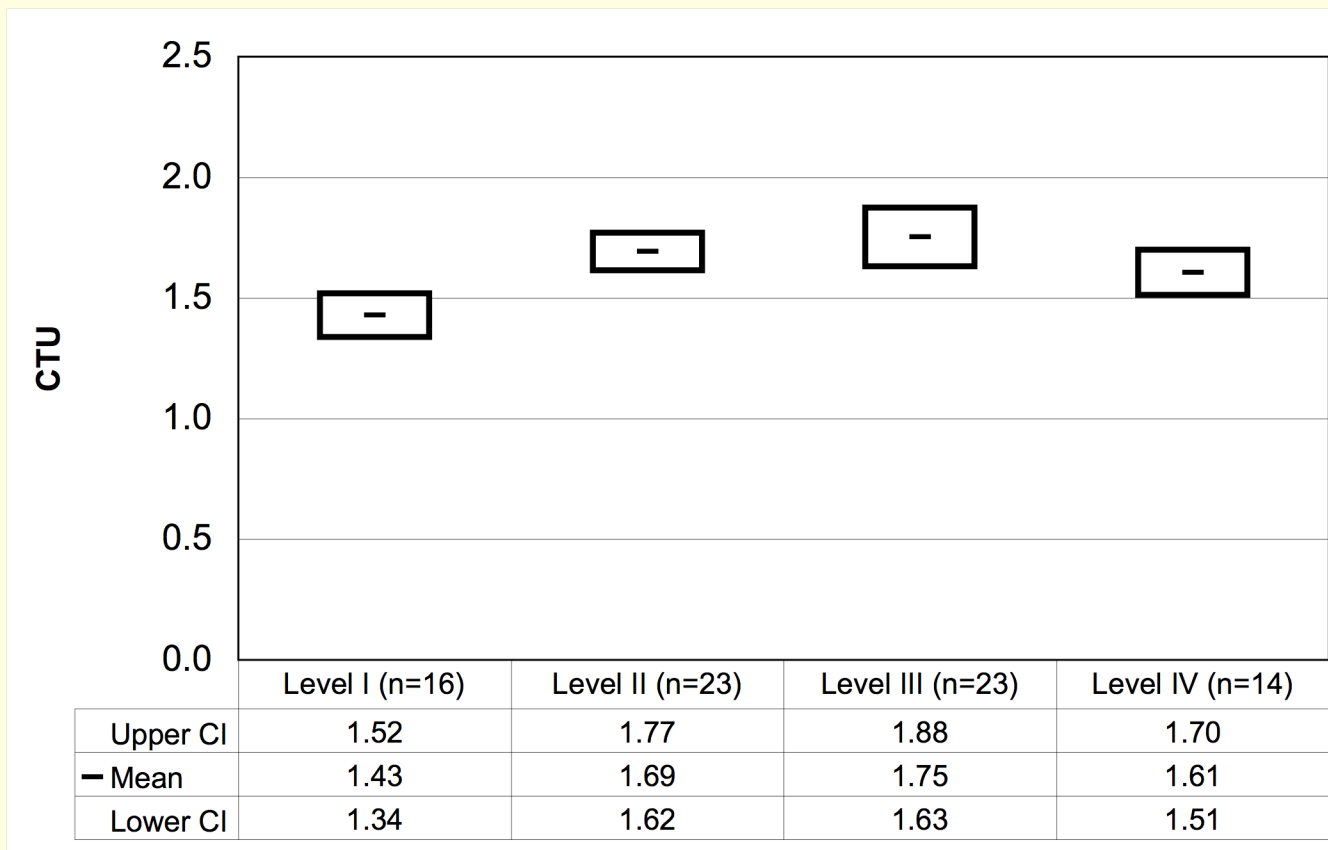 2.5
2.0
1.5
1.0
0.5
0.0
CTU
Level I (n=16) Level II (n=23) Level III (n=23) Level IV (n=14)
Upper CI 1.52 1.77 1.88 1.70
Mean 1.43 1.69 1.75 1.61
Lower CI 1.34 1.62 1.63 1.51